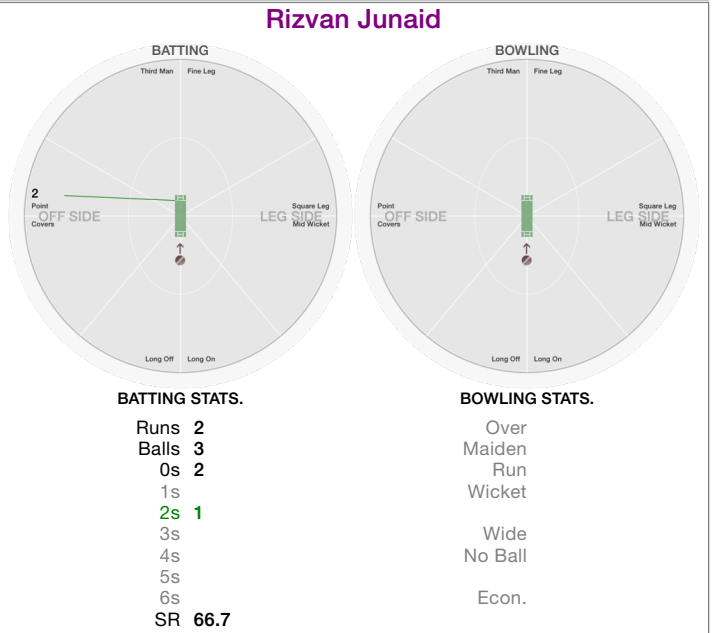 Rizvan Junaid
BATTING
BOWLING
Third Man Fine Leg
Third Man Fine Leg
2
Point
OFF SIDE
Covers
Square Leg
LEG SIDE
Mid Wicket
Point
OFF SIDE
Covers
Square Leg
LEG SIDE
Mid Wicket
Long Off Long On
Long Off Long On
BATTING STATS.
Runs 2
Balls 3
0s 2
1s
2s 1
3s
4s
5s
6s
SR 66.7
BOWLING STATS.
Over
Maiden
Run
Wicket
Wide
No Ball
Econ.